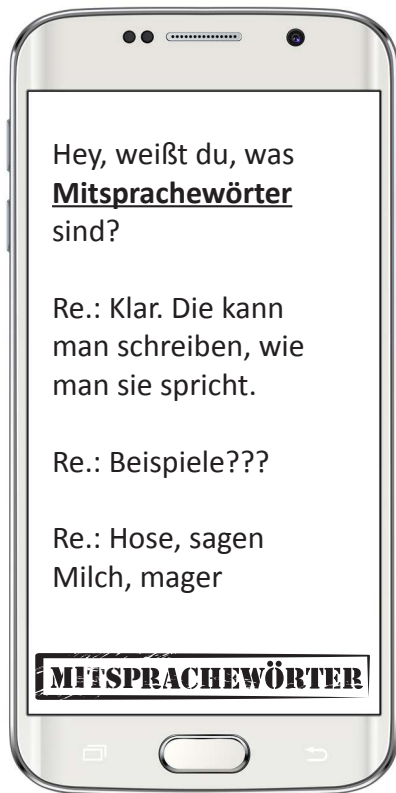 Hey, weißt du, was
Mitsprachewörter
sind?
Re.: Klar. Die kann
man schreiben, wie
man sie spricht.
Re.: Beispiele???
Re.: Hose, sagen
Milch, mager
MITSPRACHEWÖRTER